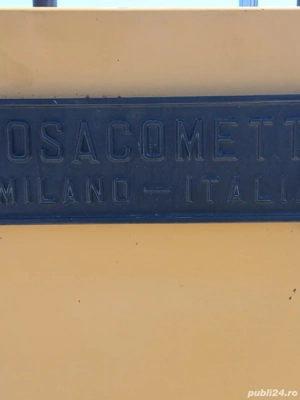 OSACOMETT
MILANO — ITALI
publi24.ro